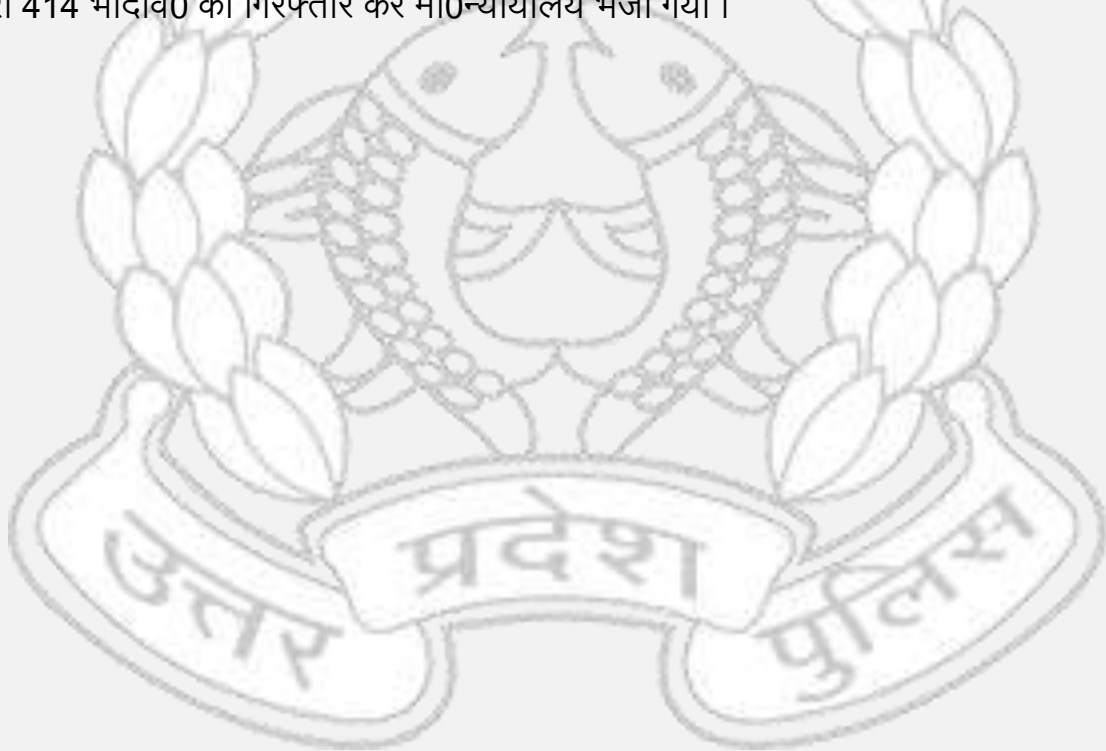 414 भादवि0 को गिरफ्तार कर मा0न्यायालय भेजा गया ।
उत्तर प्रदेश पुलिस